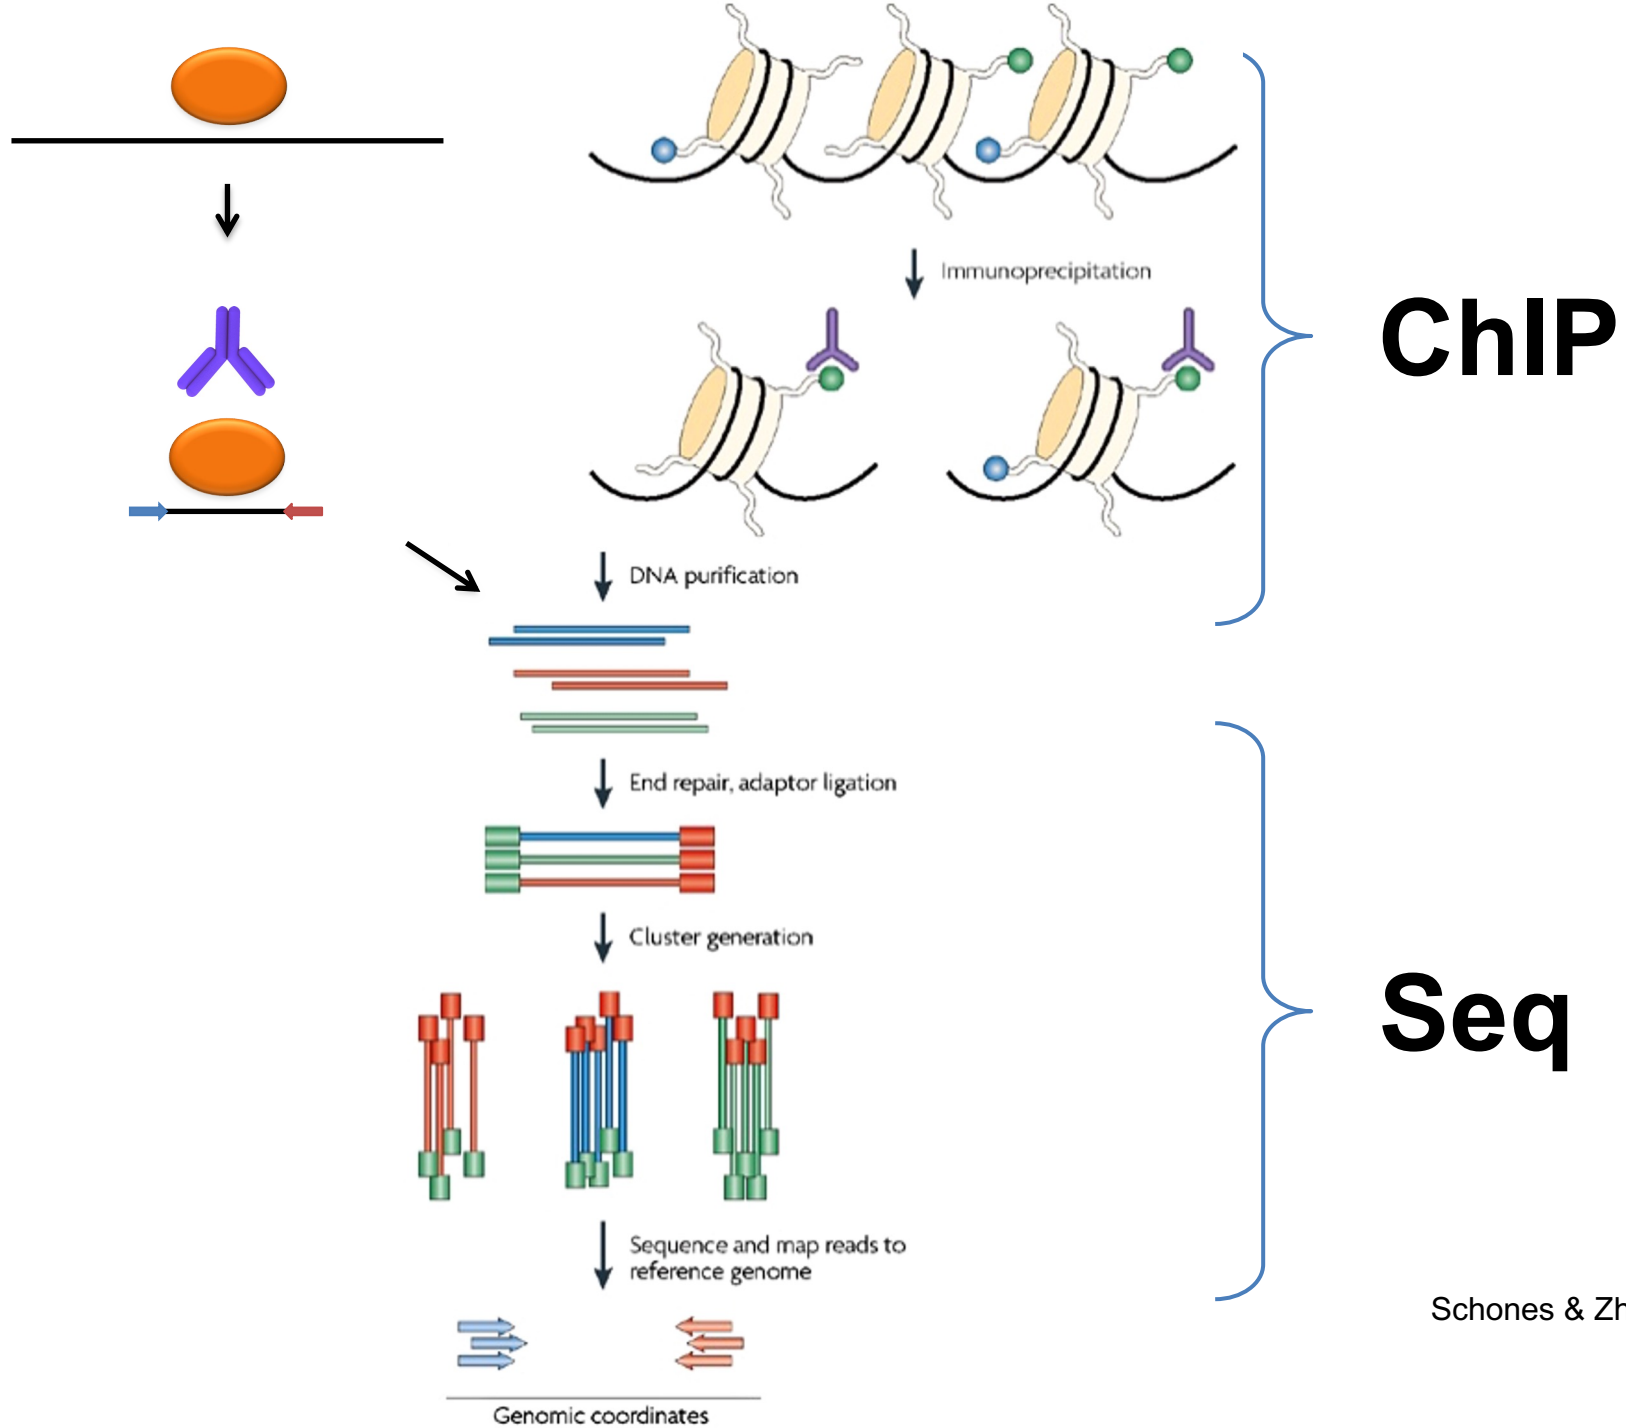 Immunoprecipitation
ChIP
DNA purification
End repair, adaptor ligation
Cluster generation
Seq
Sequence and map reads to
reference genome
Schones & Zh
Genomic coordinates